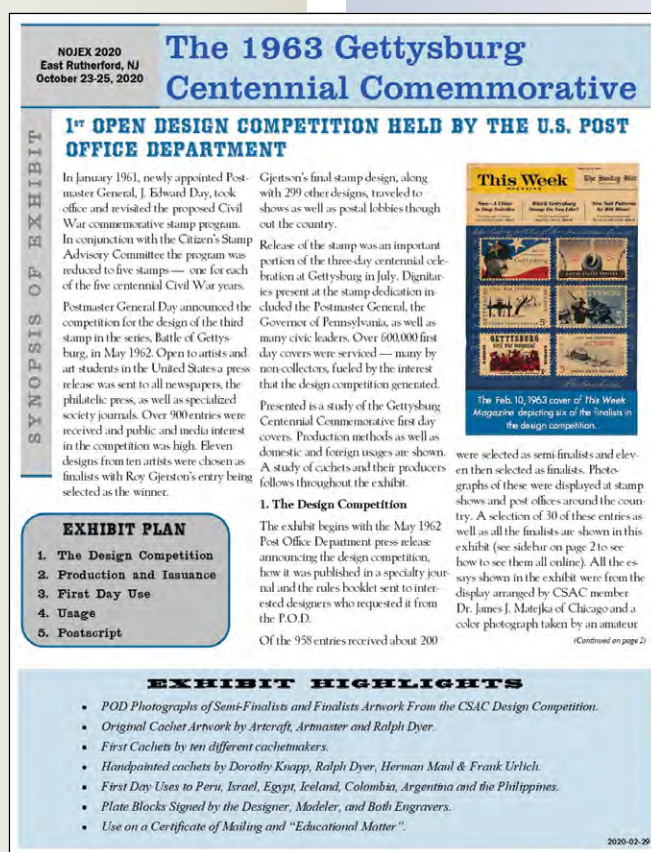 NOJEX 2020
East Rutherford, NJ
October 23-25, 2020
The 1963 Gettysburg
Centennial Comemmorative
SYNOPSIS OF EXHIBIT
1ST OPEN DESIGN COMPETITION HELD BY THE U.S. POST
OFFICE DEPARTMENT
In January 1961, newly appointed Post-
master General, J. Edward Day, took
office and revisited the proposed Civil
War commemorative stamp program.
In conjunction with the Citizen's Stamp
Advisory Committee the program was
reduced to five stamps — one for each
of the five centennial Civil War years.
Postmaster General Day announced the
competition for the design of the third
stamp in the series, Battle of Gettys-
burg, in May 1962. Open to artists and
art students in the United States a press
release was sent to all newspapers, the
philatelic press, as well as specialized
society journals. Over 900 entries were
received and public and media interest
in the competition was high. Eleven
designs from ten artists were chosen as
finalists with Roy Gjerston's entry being
selected as the winner.
EXHIBIT PLAN
1. The Design Competition
2. Production and Issuance
3. First Day Use
4. Usage
5. Postscript
Gjertson's final stamp design, along
with 299 other designs, traveled to
shows as well as postal lobbies though
out the country.
Release of the stamp was an important
portion of the three-day centennial cele-
bration at Gettysburg in July. Dignitar-
ies present at the stamp dedication in-
cluded the Postmaster General, the
Governor of Pennsylvania, as well as
many civic leaders. Over 600,000 first
day covers were serviced — many by
non-collectors, fueled by the interest
that the design competition generated.
Presented is a study of the Gettysburg
Centennial Commemorative first day
covers. Production methods as well as
domestic and foreign usages are shown.
A study of cachets and their producers
follows throughout the exhibit.
1. The Design Competition
The exhibit begins with the May 1962
Post Office Department press release
announcing the design competition,
how it was published in a specialty jour-
nal and the rules booklet sent to inter-
ested designers who requested it from
the P.O.D.
Of the 958 entries received about 200
This Week
MAGAZINE
The Sunday Star
Now—A Clinic
to Stop Suicides
Which Gettysburg
Stamp Do You Like?
New Suit Patterns
Gettysburg
GETTYSBURG
The Feb. 10, 1963 cover of This Week
Magazine depicting six of the finalists in
the design competition.
were selected as semi-finalists and elev-
en then selected as finalists. Photo-
graphs of these were displayed at stamp
shows and post offices around the coun-
try. A selection of 30 of these entries as
well as all the finalists are shown in this
exhibit (see sidebar on page 2 to see
how to see them all online). All the es-
says shown in the exhibit were from the
display arranged by CSAC member
Dr. James J. Matejka of Chicago and a
color photograph taken by an amateur
(Continued on page 2)
EXHIBIT HIGHLIGHTS
• POD Photographs of Semi-Finalists and Finalists Artwork From the CSAC Design Competition.
• Original Cachet Artwork by Artcraft, Artmaster and Ralph Dyer.
• First Cachets by ten different cachetmakers.
• Handpainted cachets by Dorothy Knapp, Ralph Dyer, Herman Maul & Frank Urlich.
• First Day Uses to Peru, Israel, Egypt, Iceland, Colombia, Argentina and the Philippines.
• Plate Blocks Signed by the Designer, Modeler, and Both Engravers.
• Use on a Certificate of Mailing and "Educational Matter".
2020-02-29